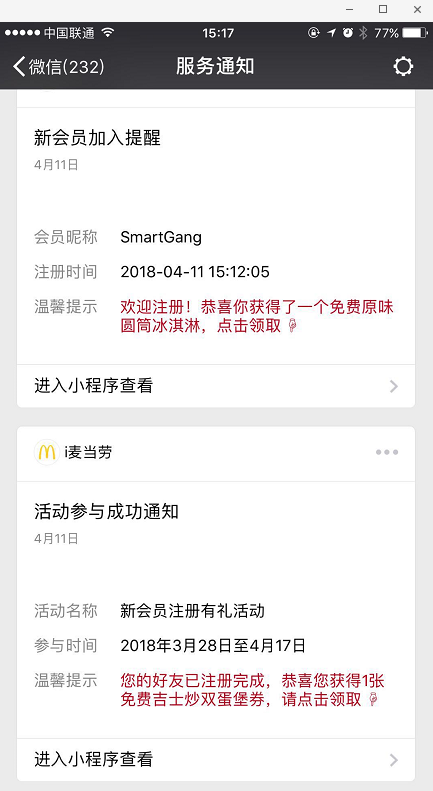 中国联通 15:17 77%
微信(232) 服务通知
新会员加入提醒
4月11日
会员昵称 SmartGang
注册时间 2018-04-11 15:12:05
温馨提示 欢迎注册！恭喜你获得了一个免费原味
圆筒冰淇淋，点击领取
进入小程序查看
i麦当劳
活动参与成功通知
4月11日
活动名称 新会员注册有礼活动
参与时间 2018年3月28日至4月17日
温馨提示 您的好友已注册完成，恭喜您获得1张
免费吉士炒双蛋堡券，请点击领取
进入小程序查看